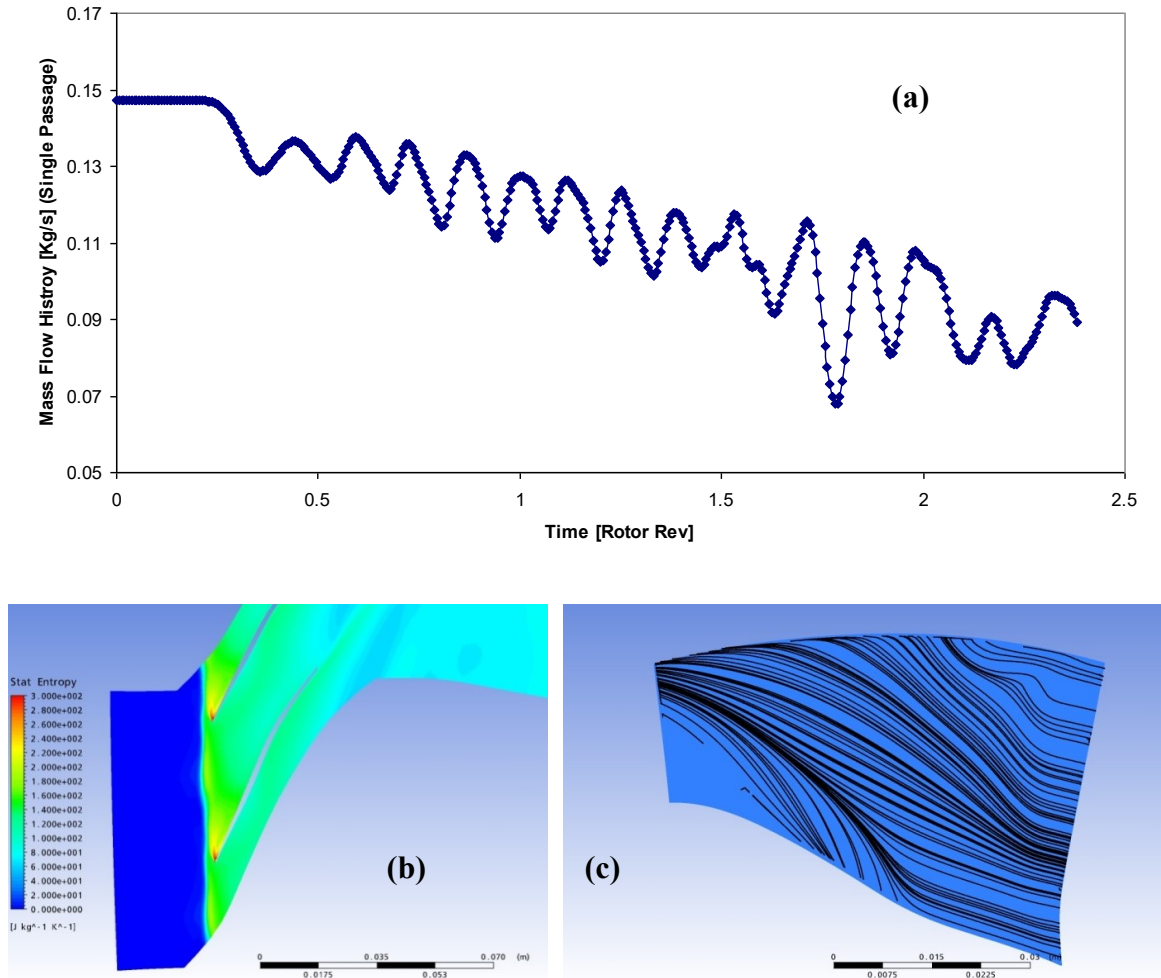 0.17
0.15
0.13
0.11
0.09
0.07
0.05
Mass Flow Histroy [Kg/s] (Single Passage)
(a)
0 0.5 1 1.5 2 2.5
Time [Rotor Rev]
Stat Entropy
3.000e+002
2.800e+002
2.600e+002
2.400e+002
2.200e+002
2.000e+002
1.800e+002
1.600e+002
1.400e+002
1.200e+002
1.000e+002
8.000e+001
6.000e+001
4.000e+001
2.000e+001
0.000e+000
[J kg^-1 K^-1]
(b)
0 0.035 0.070 (m)
0.0175 0.053
(c)
0 0.015 0.03 (m)
0.0075 0.0225